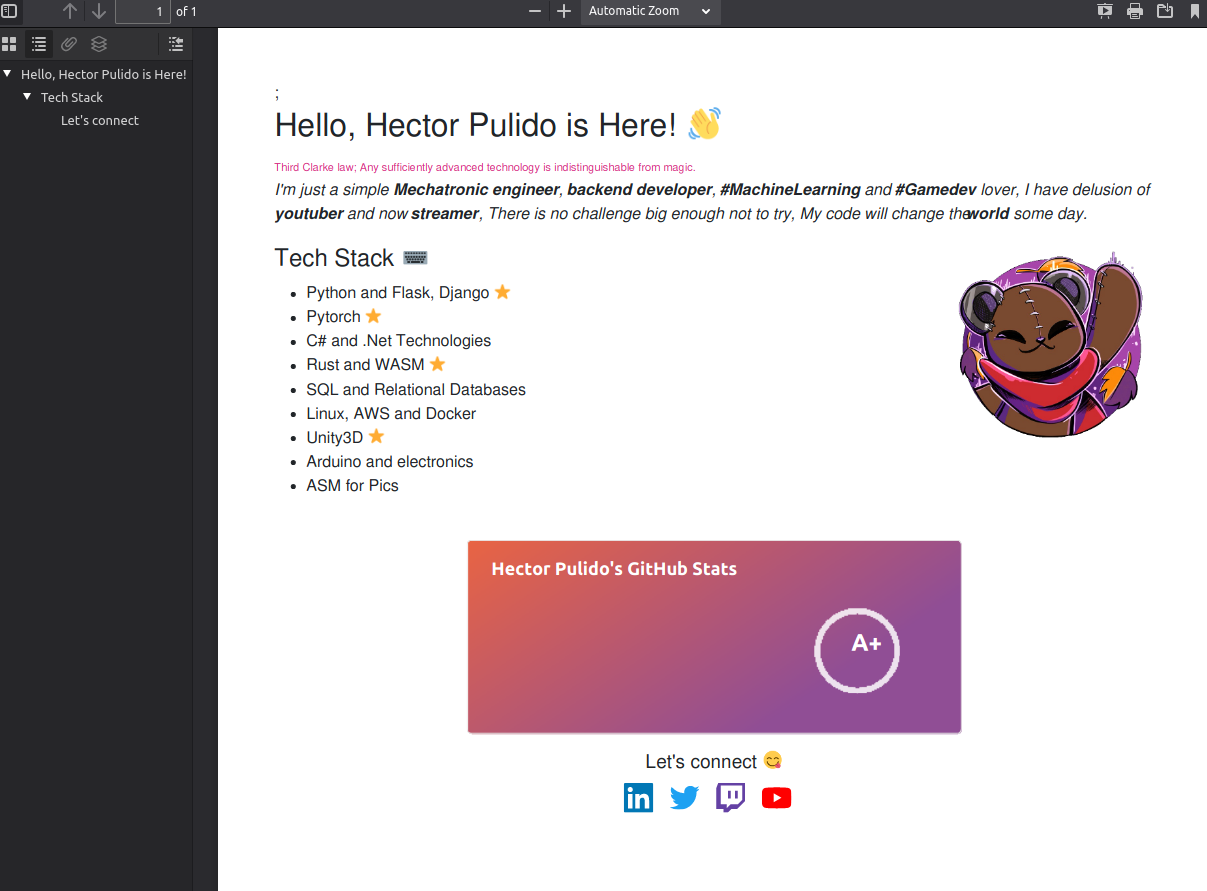 1 of 1 Automatic Zoom
Hello, Hector Pulido is Here!
Tech Stack
Let's connect
;
Hello, Hector Pulido is Here! 👋
Third Clarke law; Any sufficiently advanced technology is indistinguishable from magic.
I'm just a simple Mechatronic engineer, backend developer, #MachineLearning and #Gamedev lover, I have delusion of
youtuber and now streamer, There is no challenge big enough not to try, My code will change the world some day.
Tech Stack ⌨️
• Python and Flask, Django ⭐
• Pytorch ⭐
• C# and .Net Technologies
• Rust and WASM ⭐
• SQL and Relational Databases
• Linux, AWS and Docker
• Unity3D ⭐
• Arduino and electronics
• ASM for Pics
Hector Pulido's GitHub Stats
A+
Let's connect 😋
in